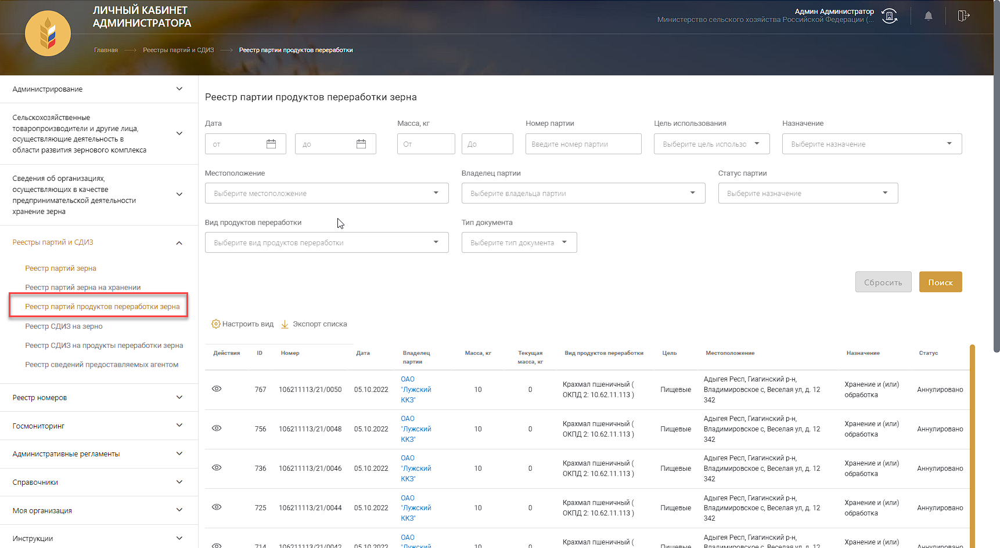 ЛИЧНЫЙ КАБИНЕТ
АДМИНИСТРАТОРА
Админ Администратор
Министерство сельского хозяйства Российской Федерации (...
Главная
Реестры партий и СДИЗ
Реестр партии продуктов переработки
Администрирование
Сельскохозяйственные
товаропроизводители и другие лица,
осуществляющие деятельность в
области развития зернового комплекса
Сведения об организациях,
осуществляющих в качестве
предпринимательской деятельности
хранение зерна
Реестры партий и СДИЗ
Реестр партий зерна
Реестр партий зерна на хранении
Реестр партий продуктов переработки зерна
Реестр СДИЗ на зерно
Реестр СДИЗ на продукты переработки зерна
Реестр сведений предоставляемых агентом
Реестр номеров
Госмониторинг
Административные регламенты
Справочники
Моя организация
Инструкции
Реестр партии продуктов переработки зерна
Дата Масса, кг Номер партии Цель использования Назначение
от до От До Введите номер партии Выберите цель использо Выберите назначение
Местоположение Владелец партии Статус партии
Выберите местоположение Выберите владельца партии Выберите назначение
Вид продуктов переработки Тип документа
Выберите вид продуктов переработки Выберите тип документа
Сбросить Поиск
Настроить вид Экспорт списка
Действия ID Номер Дата Владелец Масса, кг Текущая Вид продуктов переработки Цель Местоположение Назначение Статус
партии масса, кг
ОАО Адыгея Респ, Гиагинский р-н,
Крахмал пшеничный ( Хранение и (или)
767 106211113/21/0050 05.10.2022 "Лужский 10 0 Пищевые Владимировское с, Веселая ул, д. 12 Аннулировано
ОКПД 2: 10.62.11.113 ) обработка
ККЗ" 342
ОАО Адыгея Респ, Гиагинский р-н,
Крахмал пшеничный ( Хранение и (или)
756 106211113/21/0048 05.10.2022 "Лужский 10 0 Пищевые Владимировское с, Веселая ул, д. 12 Аннулировано
ОКПД 2: 10.62.11.113 ) обработка
ККЗ" 342
ОАО Адыгея Респ, Гиагинский р-н,
Крахмал пшеничный ( Хранение и (или)
736 106211113/21/0046 05.10.2022 "Лужский 10 0 Пищевые Владимировское с, Веселая ул, д. 12 Аннулировано
ОКПД 2: 10.62.11.113 ) обработка
ККЗ" 342
ОАО Адыгея Респ, Гиагинский р-н,
Крахмал пшеничный ( Хранение и (или)
725 106211113/21/0044 05.10.2022 "Лужский 10 0 Пищевые Владимировское с, Веселая ул, д. 12 Аннулировано
ОКПД 2: 10.62.11.113 ) обработка
ККЗ" 342
ОАО Адыгея Респ, Гиагинский р-н,
Крахмал пшеничный ( Хранение и (или)
714 106211113/21/0042 05.10.2022 "Лужский 10 0 Пищевые Владимировское с, Веселая ул, д. 12 Аннулировано